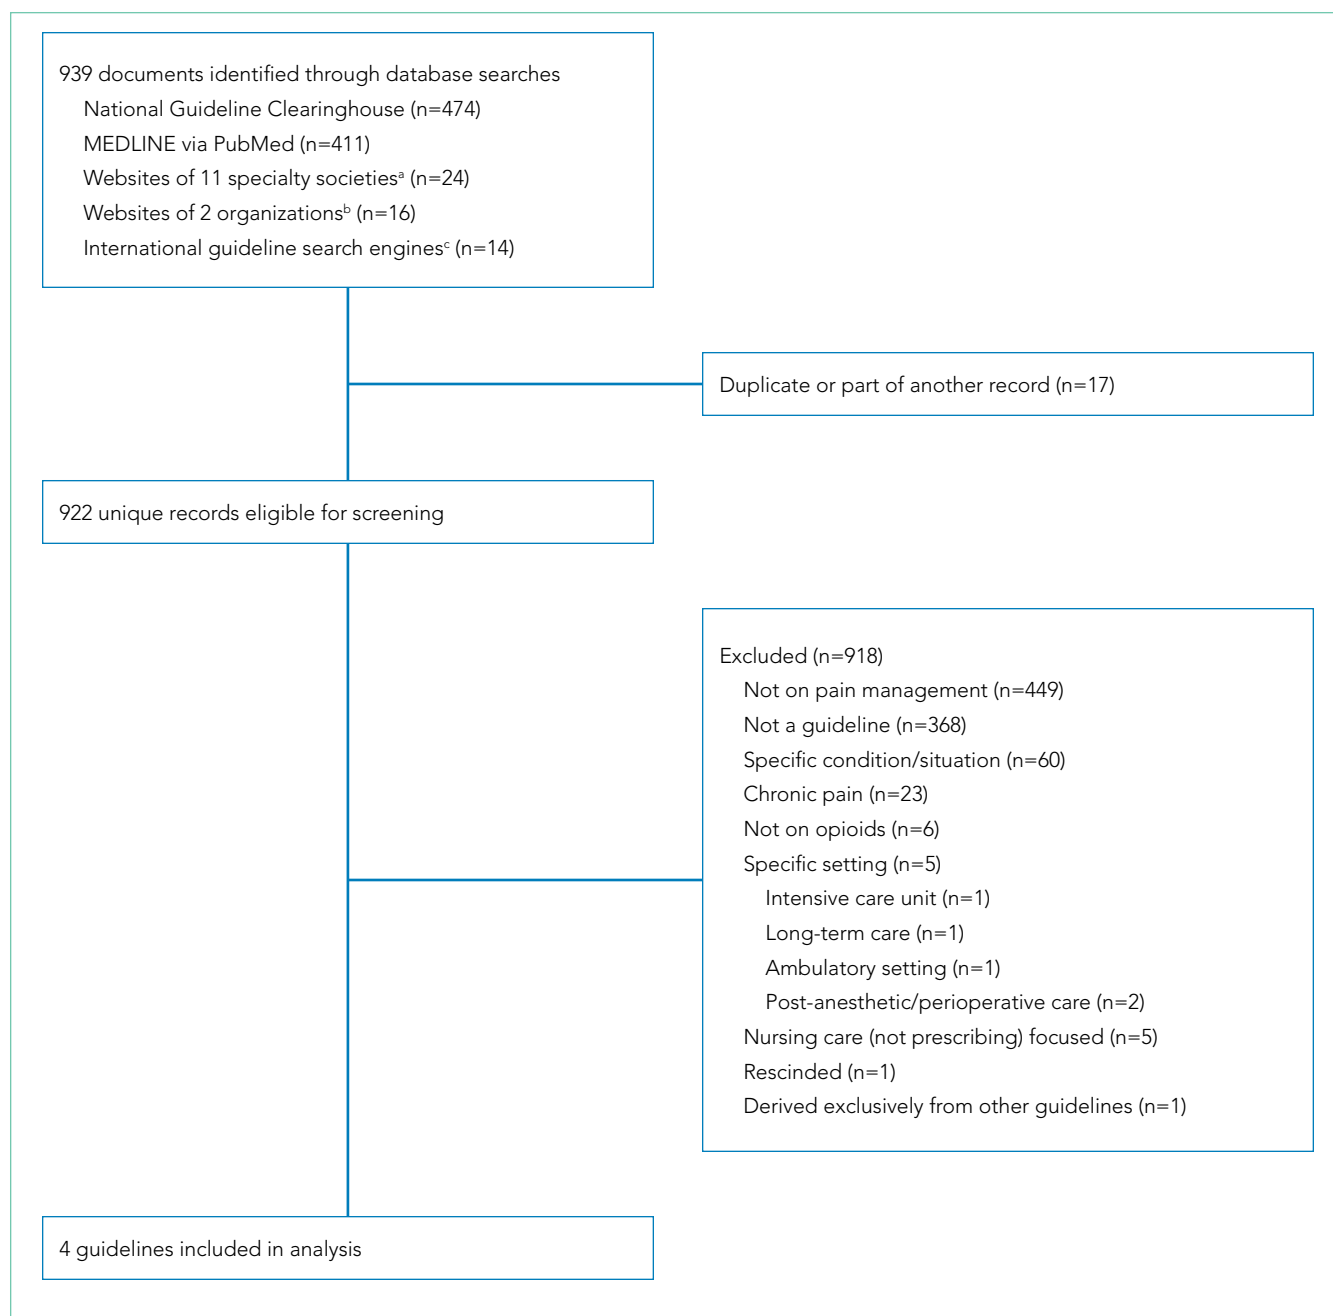 939 documents identified through database searches
National Guideline Clearinghouse (n=474)
MEDLINE via PubMed (n=411)
Websites of 11 specialty societiesᵃ (n=24)
Websites of 2 organizationsᵇ (n=16)
International guideline search enginesᶜ (n=14)
Duplicate or part of another record (n=17)
922 unique records eligible for screening
Excluded (n=918)
Not on pain management (n=449)
Not a guideline (n=368)
Specific condition/situation (n=60)
Chronic pain (n=23)
Not on opioids (n=6)
Specific setting (n=5)
Intensive care unit (n=1)
Long-term care (n=1)
Ambulatory setting (n=1)
Post-anesthetic/perioperative care (n=2)
Nursing care (not prescribing) focused (n=5)
Rescinded (n=1)
Derived exclusively from other guidelines (n=1)
4 guidelines included in analysis